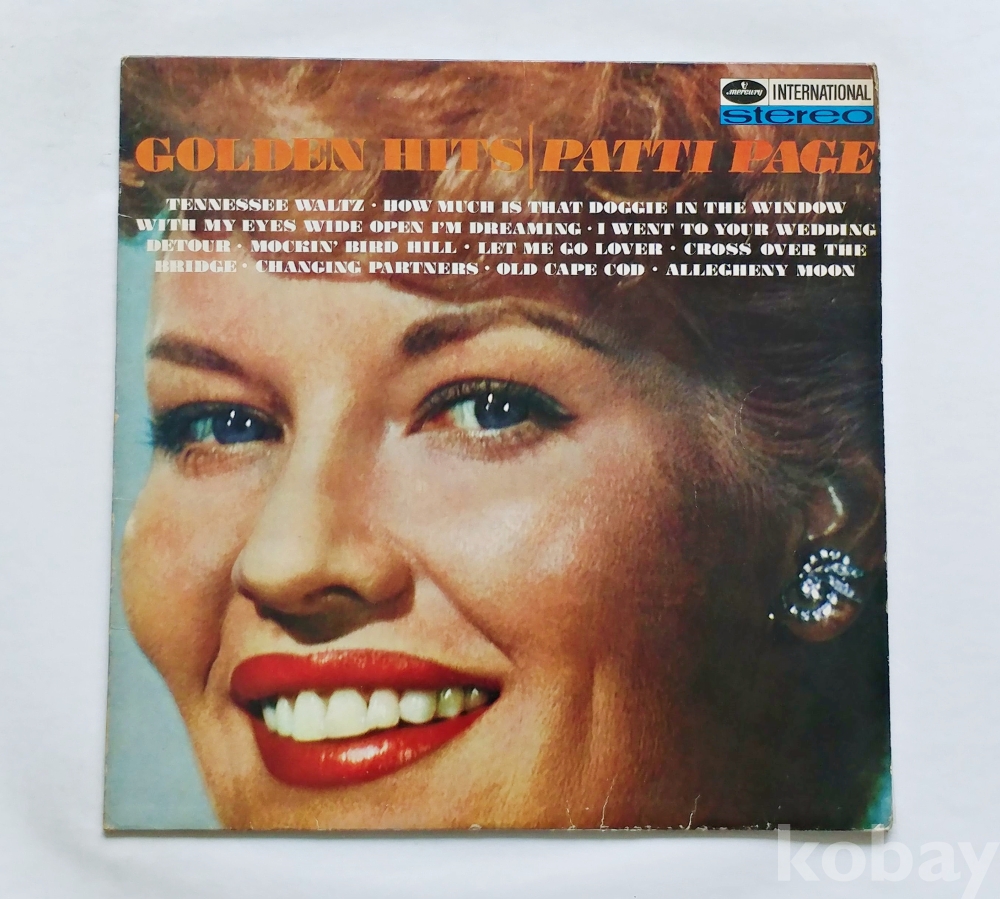 mercury INTERNATIONAL
stereo
GOLDEN HITS | PATTI PAGE
TENNESSEE WALTZ · HOW MUCH IS THAT DOGGIE IN THE WINDOW
WITH MY EYES WIDE OPEN I'M DREAMING · I WENT TO YOUR WEDDING
DETOUR · MOCKIN' BIRD HILL · LET ME GO LOVER · CROSS OVER THE
BRIDGE · CHANGING PARTNERS · OLD CAPE COD · ALLEGHENY MOON
kobay